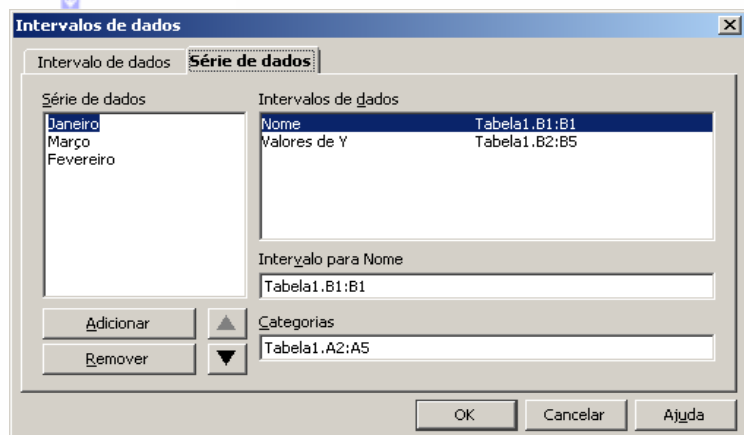 Intervalos de dados
Intervalo de dados Série de dados
Série de dados
Janeiro
Março
Fevereiro
Adicionar
Remover
Intervalos de dados
Nome Tabela1.B1:B1
Valores de Y Tabela1.B2:B5
Intervalo para Nome
Tabela1.B1:B1
Categorias
Tabela1.A2:A5
OK Cancelar Ajuda